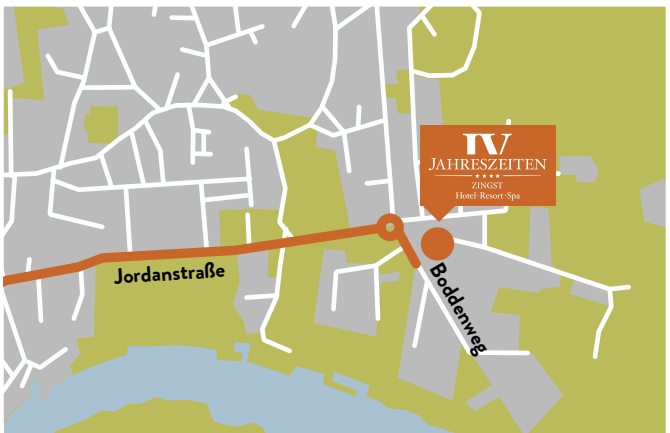 IV
JAHRESZEITEN
★★★★
ZINGST
Hotel·Resort·Spa
Jordanstraße
Boddenweg